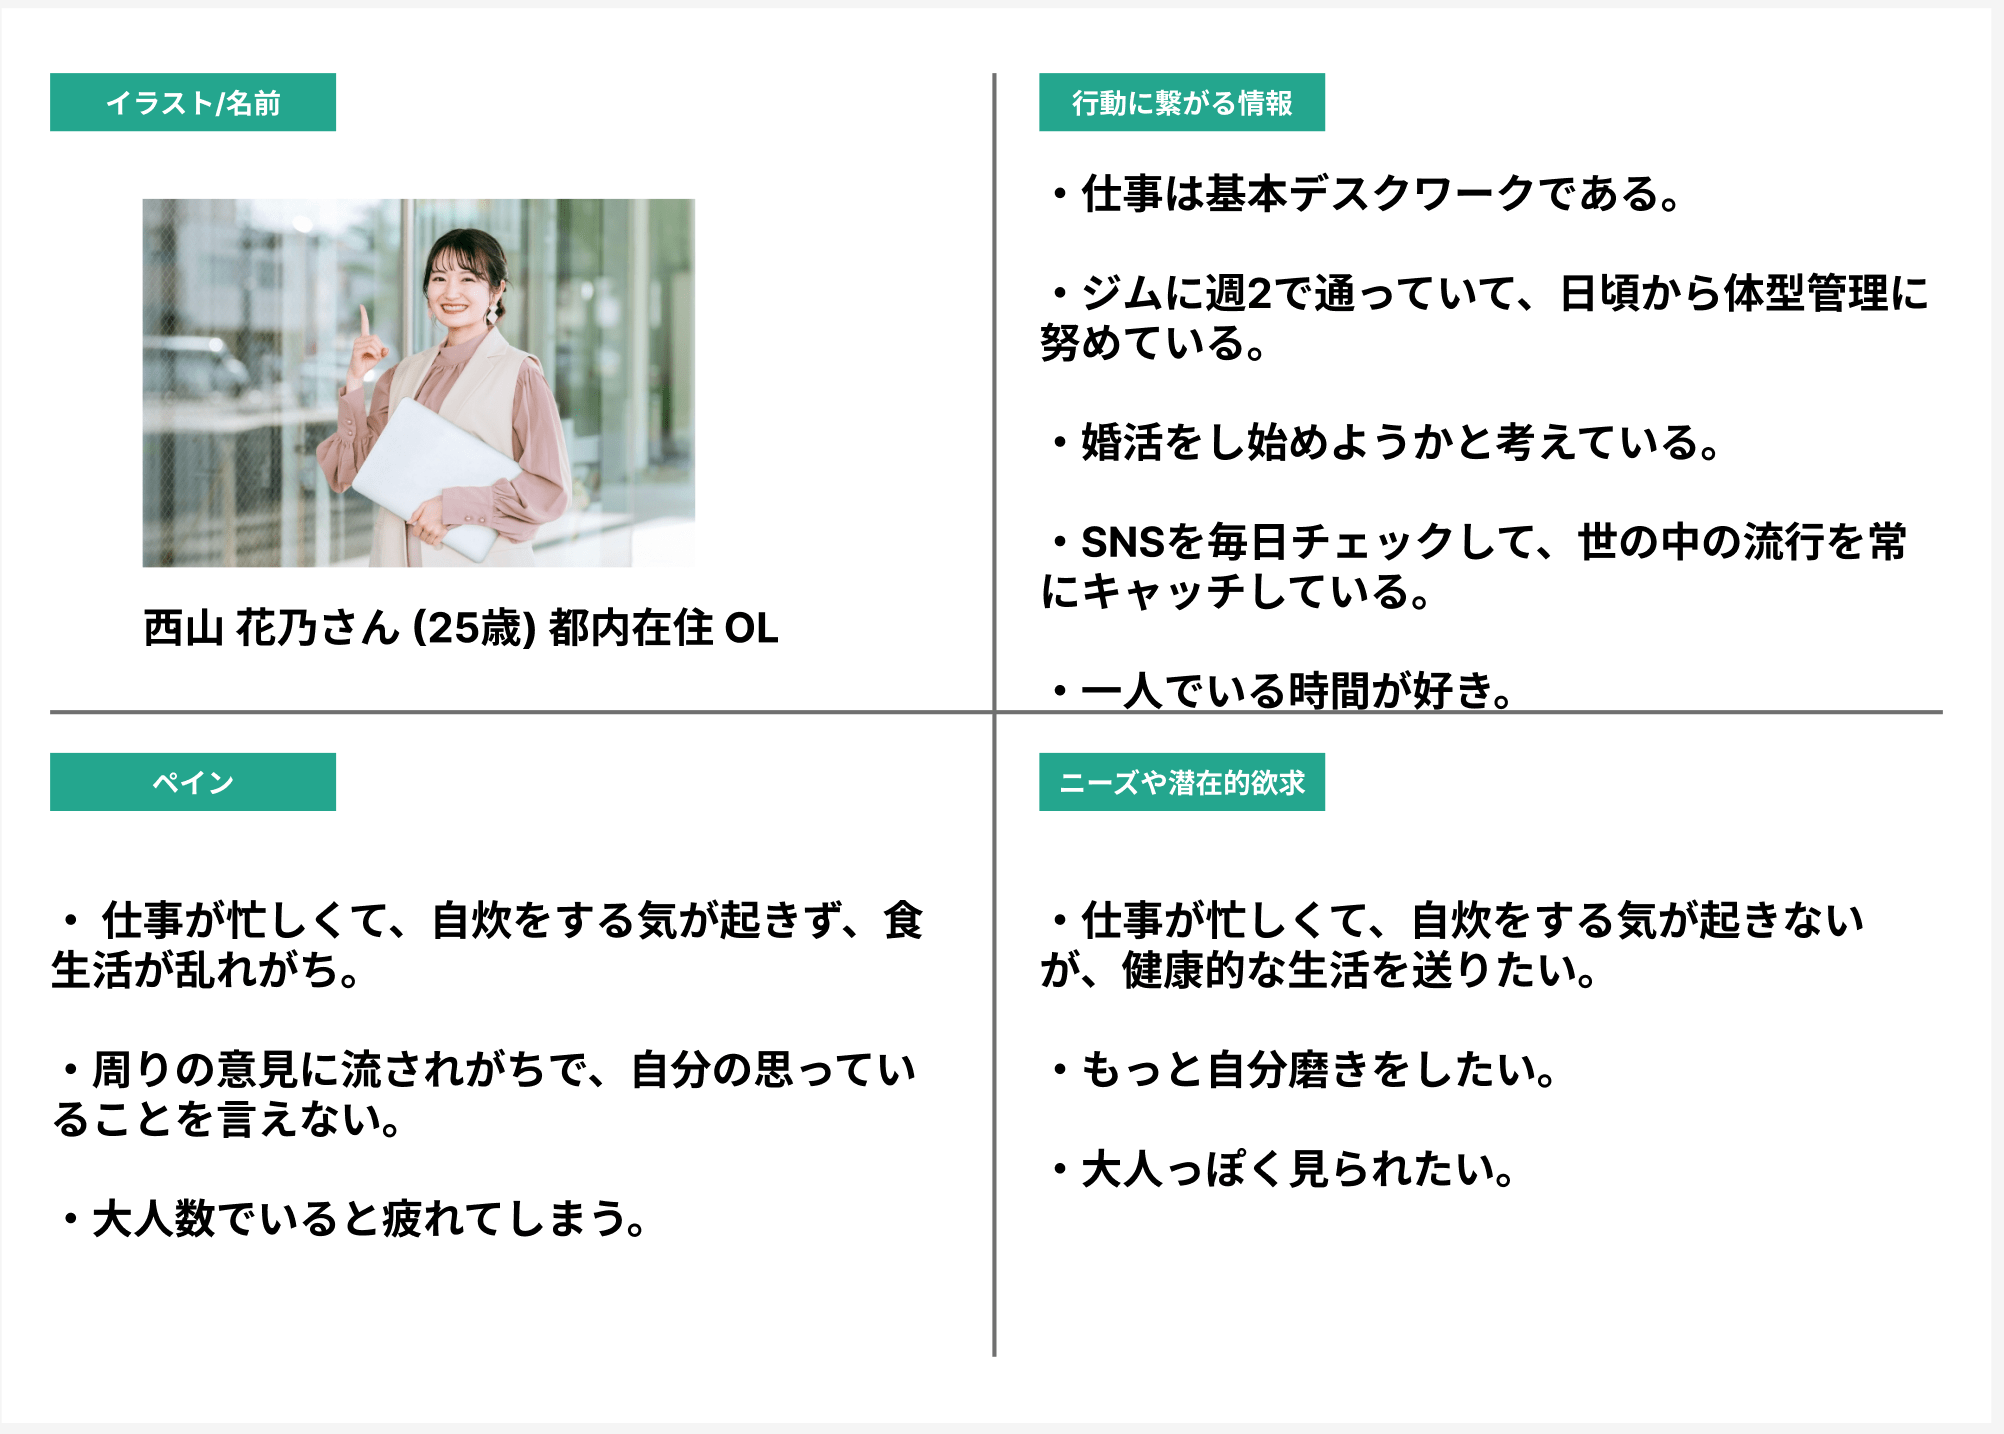 イラスト/名前
西山 花乃さん (25歳) 都内在住 OL
行動に繋がる情報
・仕事は基本デスクワークである。
・ジムに週2で通っていて、日頃から体型管理に
努めている。
・婚活をし始めようかと考えている。
・SNSを毎日チェックして、世の中の流行を常
にキャッチしている。
・一人でいる時間が好き。
ペイン
・ 仕事が忙しくて、自炊をする気が起きず、食
生活が乱れがち。
・周りの意見に流されがちで、自分の思ってい
ることを言えない。
・大人数でいると疲れてしまう。
ニーズや潜在的欲求
・仕事が忙しくて、自炊をする気が起きない
が、健康的な生活を送りたい。
・もっと自分磨きをしたい。
・大人っぽく見られたい。